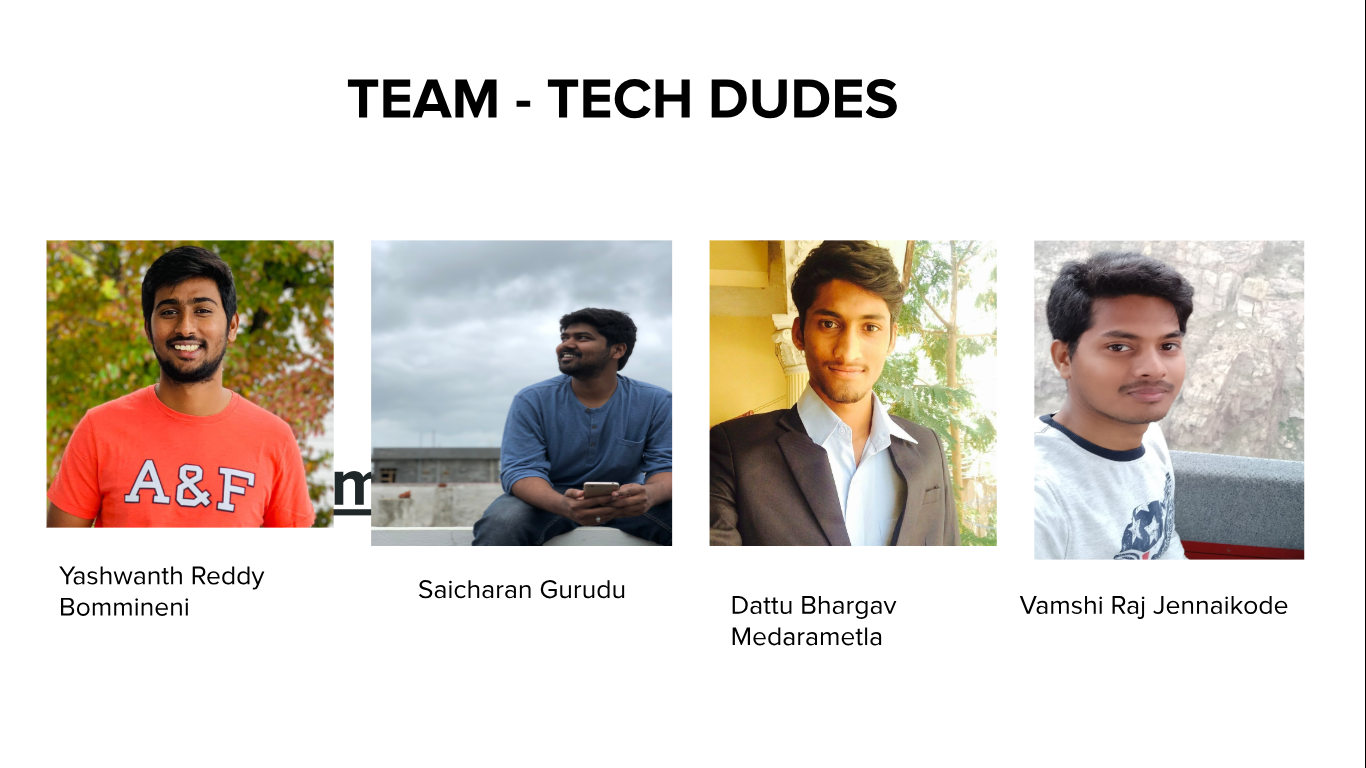 TEAM - TECH DUDES
A&F
m
Yashwanth Reddy
Bommineni
Saicharan Gurudu
Dattu Bhargav
Medarametla
Vamshi Raj Jennaikode